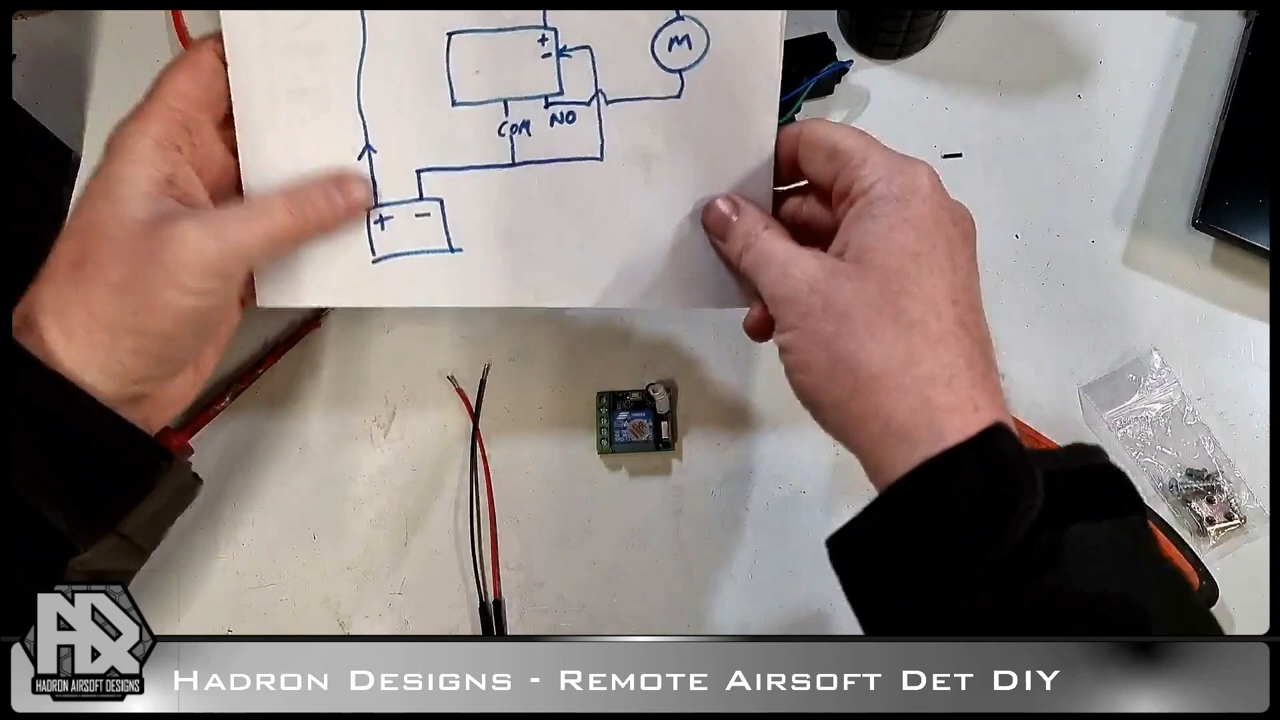 +
-
M
COM NO
+ -
HADRON AIRSOFT DESIGNS
HADRON DESIGNS - REMOTE AIRSOFT DET DIY